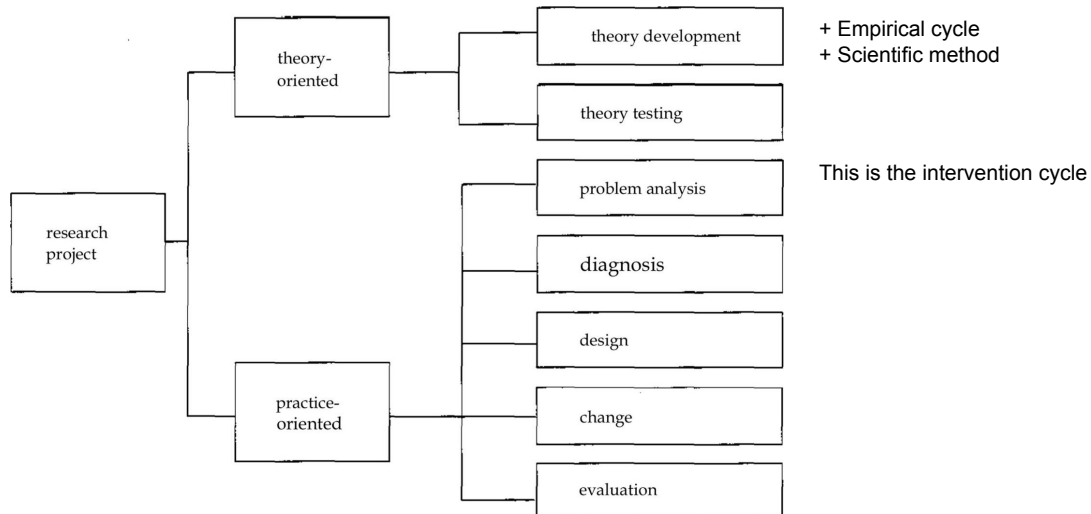 theory development
+ Empirical cycle
+ Scientific method
theory-
oriented
theory testing
problem analysis
This is the intervention cycle
research
project
diagnosis
design
practice-
oriented
change
evaluation